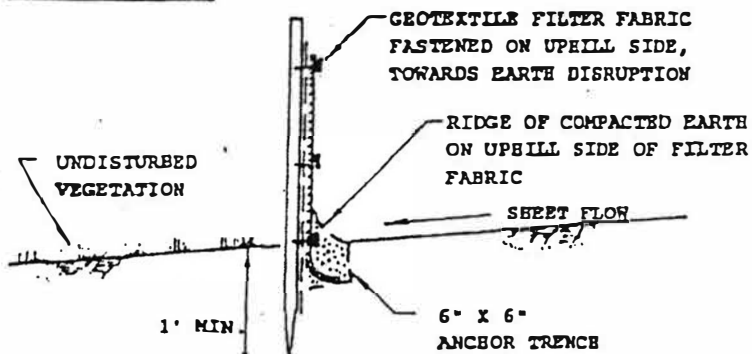 GEOTEXTILE FILTER FABRIC
FASTENED ON UPHILL SIDE,
TOWARDS EARTH DISRUPTION
RIDGE OF COMPACTED EARTH
ON UPHILL SIDE OF FILTER
FABRIC
UNDISTURBED
VEGETATION
SHEET FLOW
1' MIN.
6" X 6"
ANCHOR TRENCH